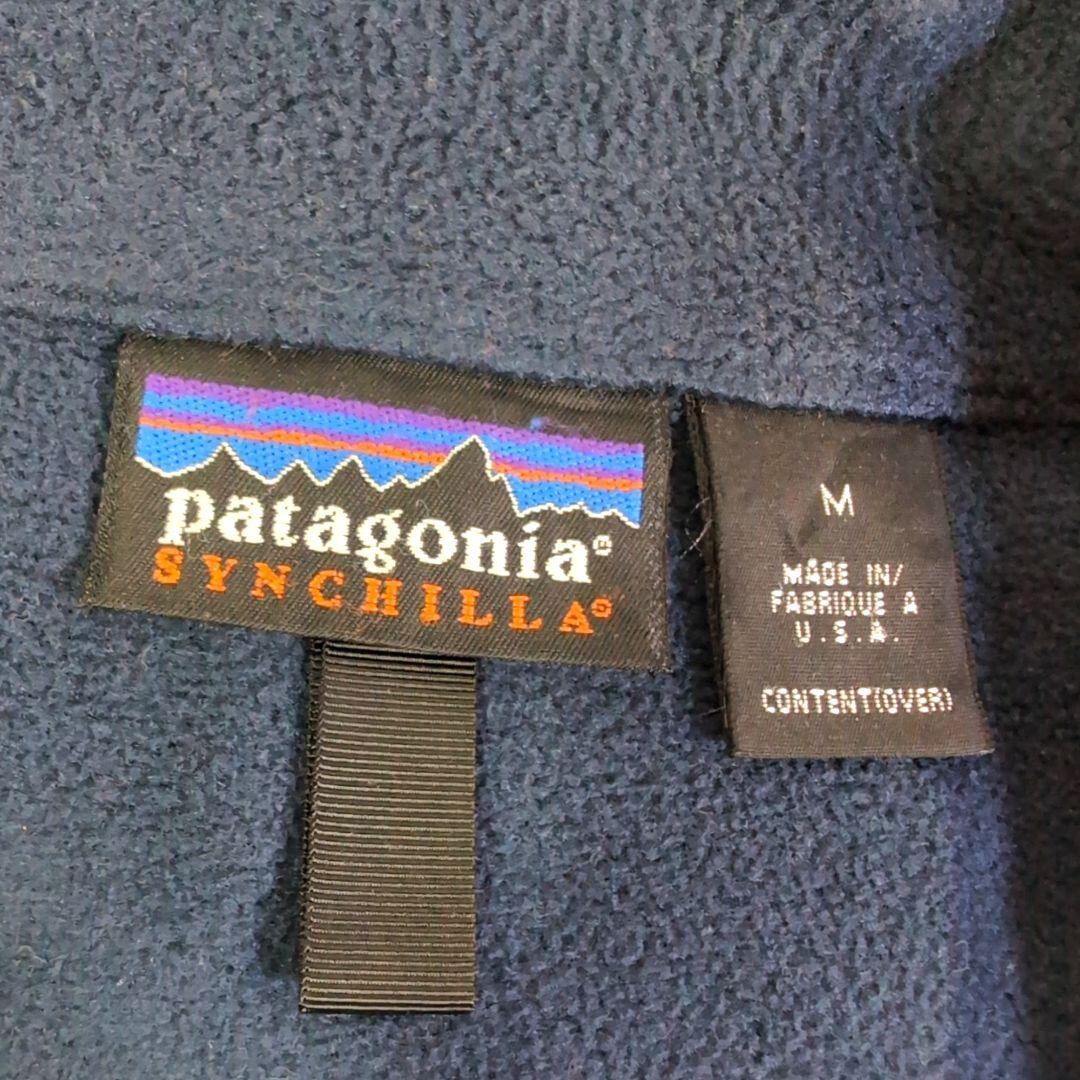 patagonia®
SYNCHILLA®
M
MADE IN/
FABRIQUE A
U.S.A.
CONTENT(OVER)